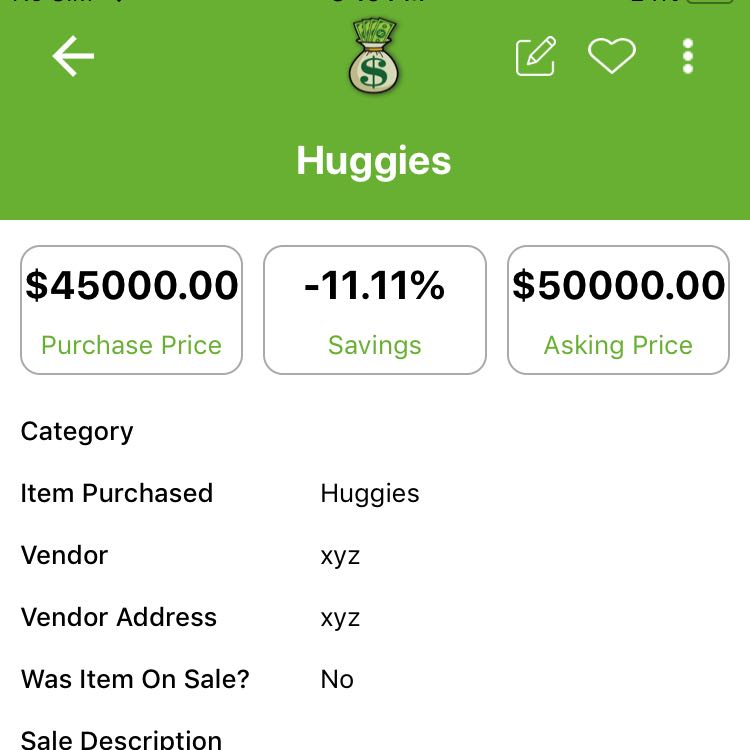 Huggies
$45000.00 -11.11% $50000.00
Purchase Price Savings Asking Price
Category
Item Purchased Huggies
Vendor xyz
Vendor Address xyz
Was Item On Sale? No
Sale Description